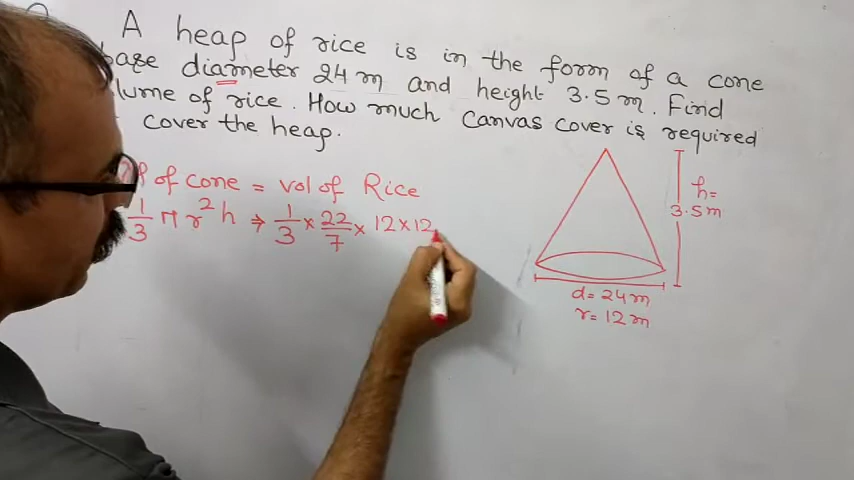 A heap of rice is in the form of a cone
base diameter 24 m and height 3.5 m. Find
lume of rice. How much canvas cover is required
cover the heap.
of cone = vol of Rice
1/3 π r² h → 1/3 × 22/7 × 12 × 12
h=
3.5 m
d = 24 m
r = 12 m